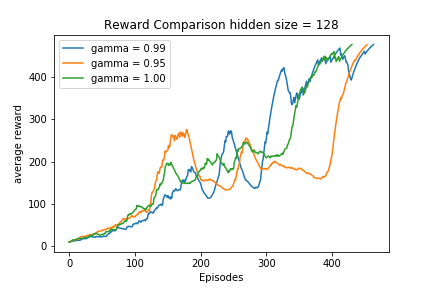 Reward Comparison hidden size = 128
gamma = 0.99
gamma = 0.95
gamma = 1.00
average reward
400
300
200
100
0
0
100
200
300
400
Episodes